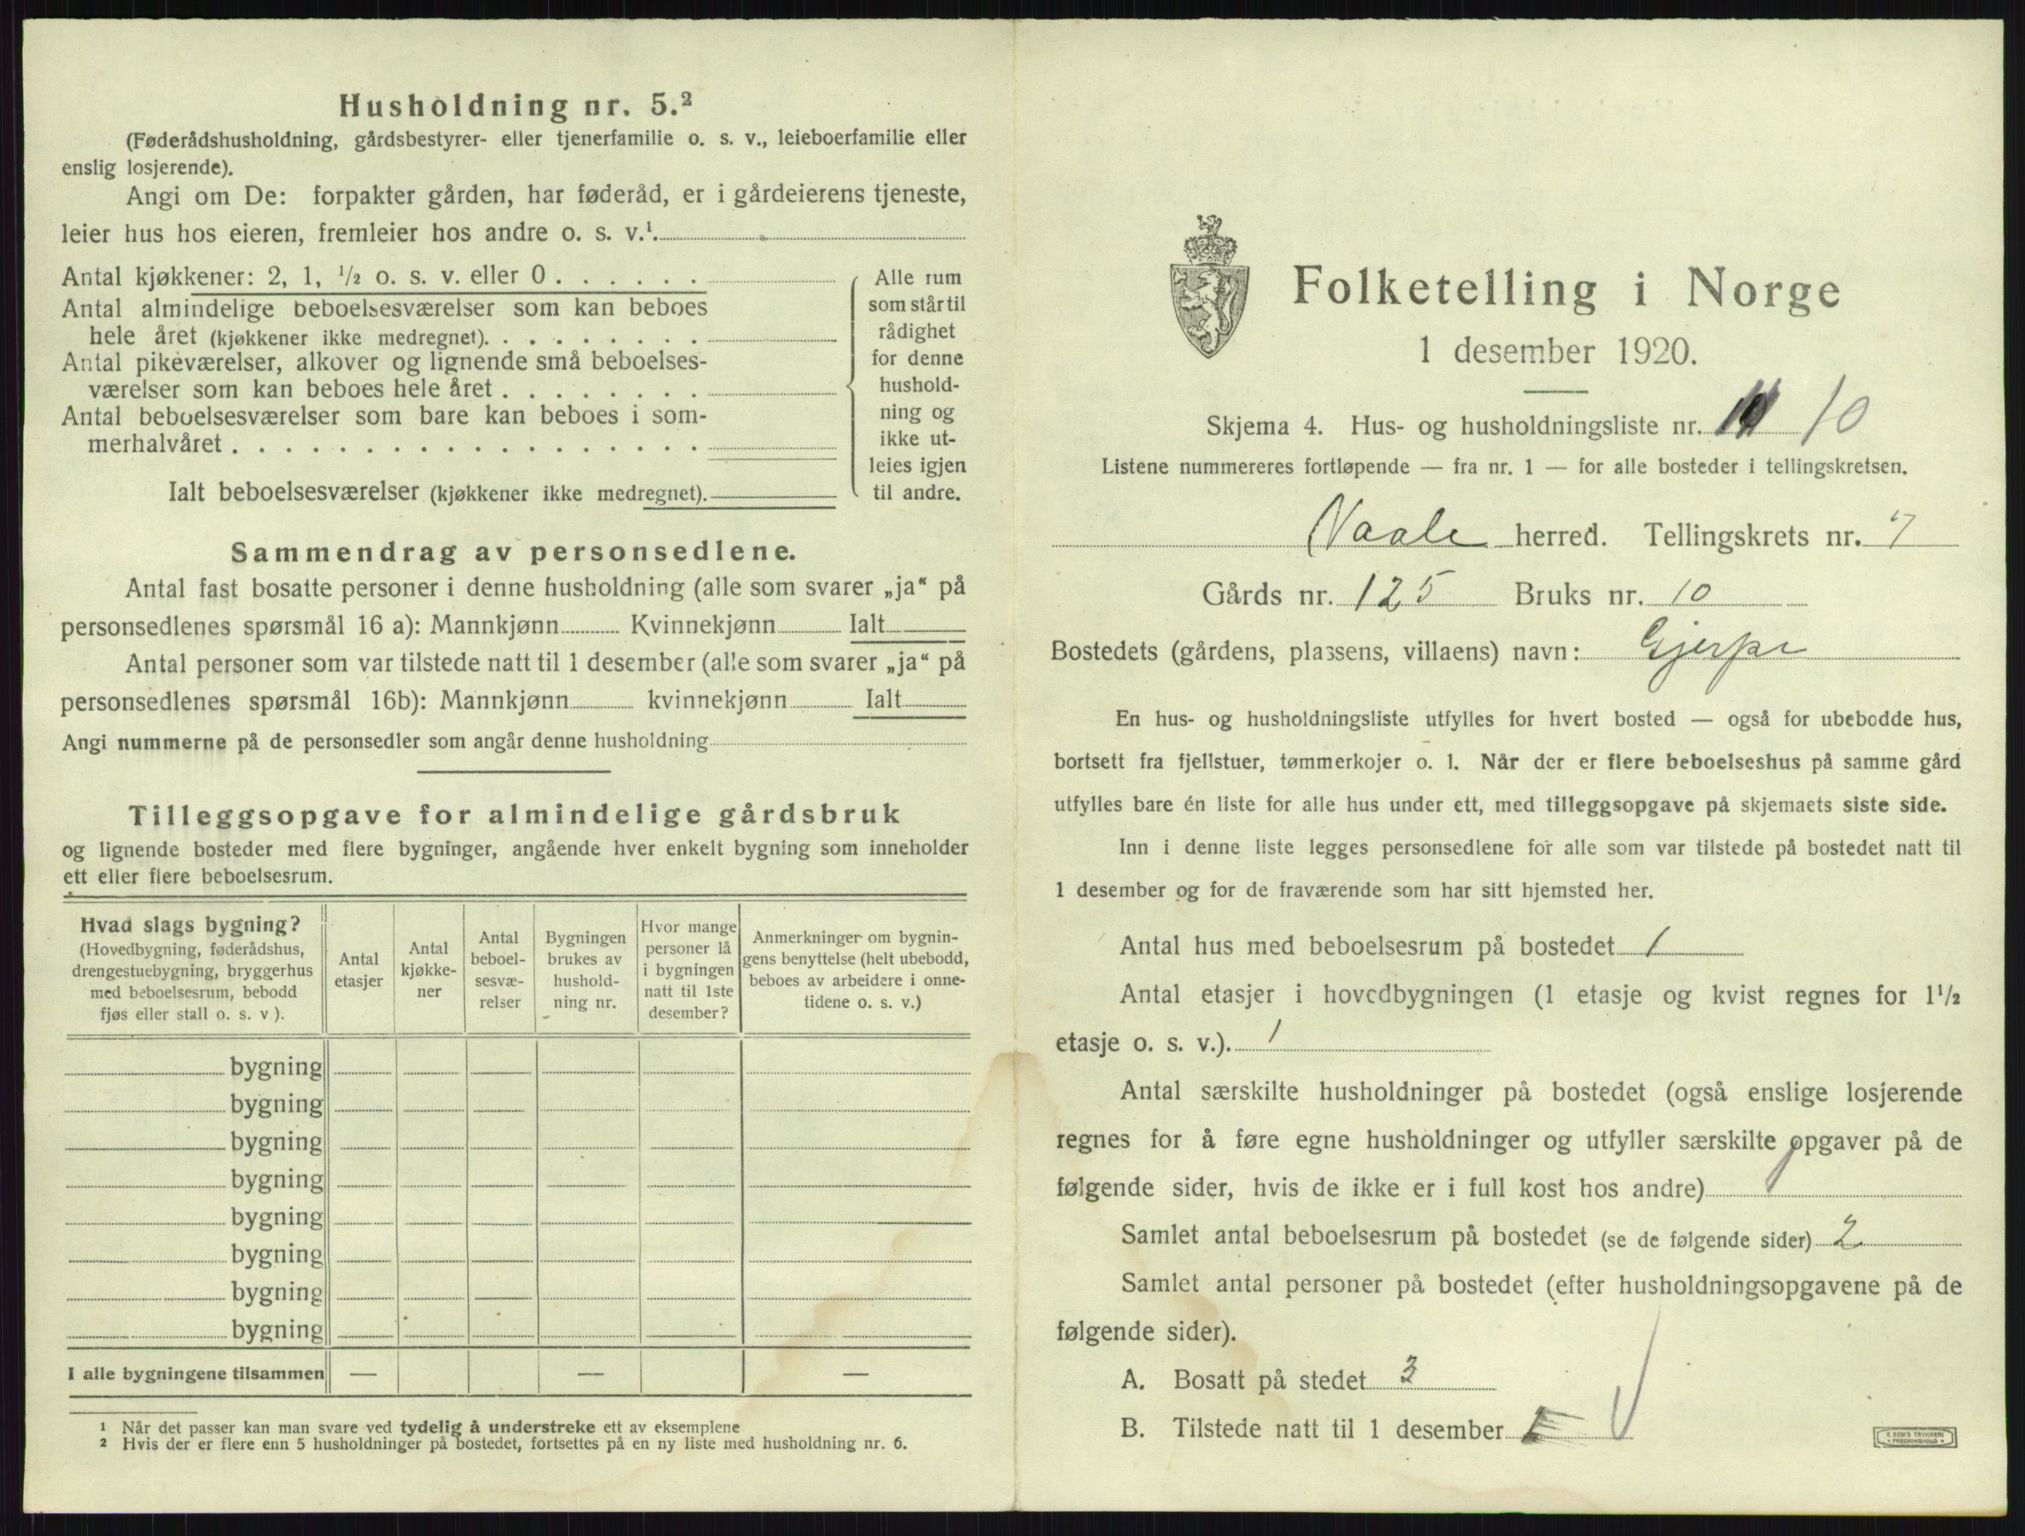 Husholdning nr. 5.²
(Føderådshusholdning, gårdsbestyrer- eller tjenerfamilie o. s. v., leieboerfamilie eller
enslig losjerende).
Angi om De: forpakter gården, har føderåd, er i gårdeierens tjeneste,
leier hus hos eieren, fremleier hos andre o. s. v.¹
Antal kjøkkener: 2, 1, ½ o. s. v. eller 0 . . . . . .
Antal almindelige beboelsesværelser som kan beboes
hele året (kjøkkener ikke medregnet). . . . . . . . .
Antal pikeværelser, alkover og lignende små beboelses-
værelser som kan beboes hele året . . . . . . . .
Antal beboelsesværelser som bare kan beboes i som-
merhalvåret . . . . . . . . . . . . . . . . . .
Ialt beboelsesværelser (kjøkkener ikke medregnet).
Alle rum
som står til
rådighet
for denne
hushold-
ning og
ikke ut-
leies igjen
til andre.
Sammendrag av personsedlene.
Antal fast bosatte personer i denne husholdning (alle som svarer „ja“ på
personsedlenes spørsmål 16 a): Mannkjønn Kvinnekjønn Ialt
Antal personer som var tilstede natt til 1 desember (alle som svarer „ja“ på
personsedlenes spørsmål 16b): Mannkjønn kvinnekjønn Ialt
Angi nummerne på de personsedler som angår denne husholdning
Tilleggsopgave for almindelige gårdsbruk
og lignende bosteder med flere bygninger, angående hver enkelt bygning som inneholder
ett eller flere beboelsesrum.
Hvad slags bygning?
(Hovedbygning, føderådshus,
drengestuebygning, bryggerhus
med beboelsesrum, bebodd
fjøs eller stall o. s. v ).
Antal
etasjer
Antal
kjøkke-
ner
Antal
beboel-
sesvæ-
relser
Bygningen
brukes av
hushold-
ning nr.
Hvor mange
personer lå
i bygningen
natt til 1ste
desember?
Anmerkninger om bygnin-
gens benyttelse (helt ubebodd,
beboes av arbeidere i onne-
tidene o. s. v.)
bygning
bygning
bygning
bygning
bygning
bygning
bygning
bygning
I alle bygningene tilsammen — — —
¹ Når det passer kan man svare ved tydelig å understreke ett av eksemplene
² Hvis der er flere enn 5 husholdninger på bostedet, fortsettes på en ny liste med husholdning nr. 6.
Folketelling i Norge
1 desember 1920.
Skjema 4. Hus- og husholdningsliste nr. 10
Listene nummereres fortløpende — fra nr. 1 — for alle bosteder i tellingskretsen.
Vaale herred. Tellingskrets nr. 7
Gårds nr. 125 Bruks nr. 10
Bostedets (gårdens, plassens, villaens) navn: Gjerpe
En hus- og husholdningsliste utfylles for hvert bosted — også for ubebodde hus,
bortsett fra fjellstuer, tømmerkojer o. l. Når der er flere beboelseshus på samme gård
utfylles bare én liste for alle hus under ett, med tilleggsopgave på skjemaets siste side.
Inn i denne liste legges personsedlene for alle som var tilstede på bostedet natt til
1 desember og for de fraværende som har sitt hjemsted her.
Antal hus med beboelsesrum på bostedet 1
Antal etasjer i hovedbygningen (1 etasje og kvist regnes for 1½
etasje o. s. v.). 1
Antal særskilte husholdninger på bostedet (også enslige losjerende
regnes for å føre egne husholdninger og utfyller særskilte opgaver på de
følgende sider, hvis de ikke er i full kost hos andre) 1
Samlet antal beboelsesrum på bostedet (se de følgende sider) 2
Samlet antal personer på bostedet (efter husholdningsopgavene på de
følgende sider).
A. Bosatt på stedet 3
B. Tilstede natt til 1 desember
E. SEM'S TRYKKERI
FREDRIKSHALD